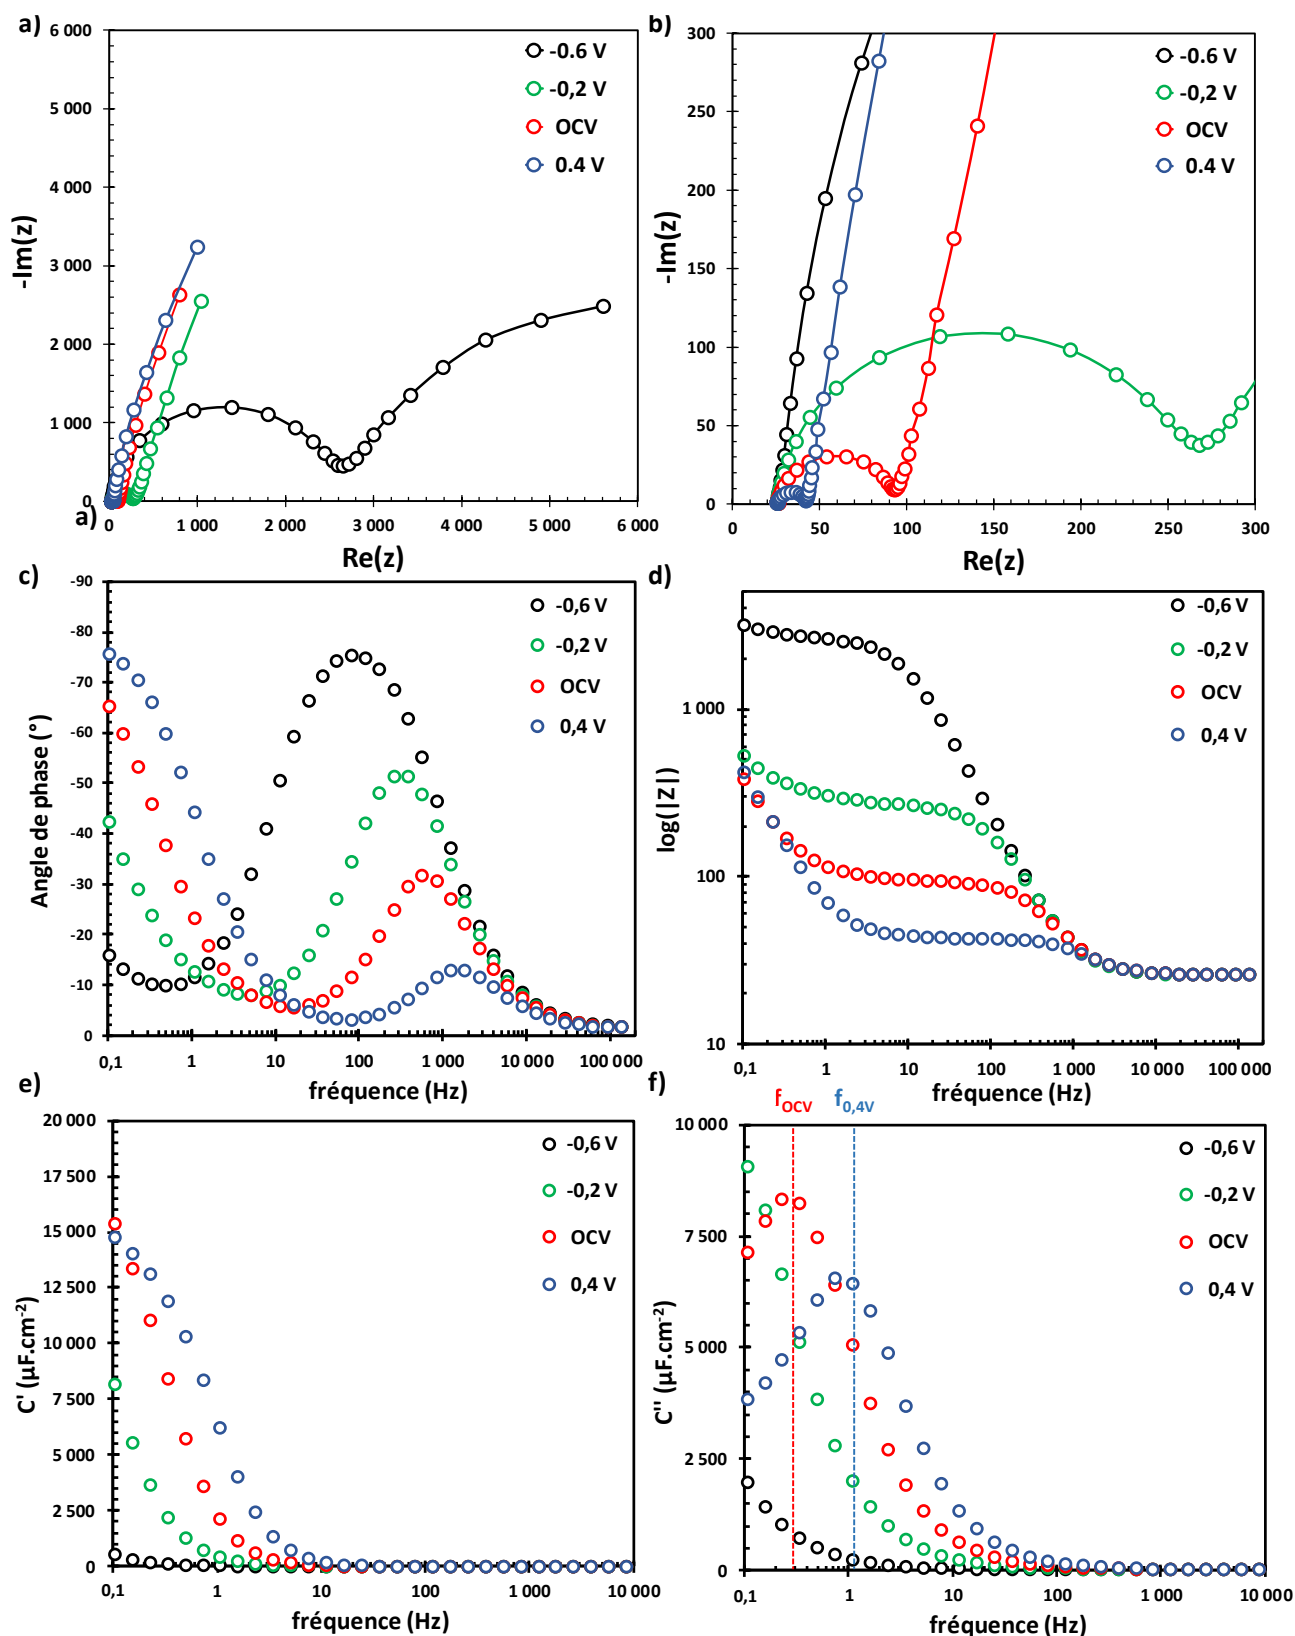 a)
6 000
5 000
4 000
3 000
2 000
1 000
0
-Im(z)
-0.6 V
-0,2 V
OCV
0.4 V
0
1 000
2 000
3 000
4 000
5 000
6 000
a)
Re(z)
b)
300
250
200
150
100
50
0
-Im(z)
-0.6 V
-0,2 V
OCV
0.4 V
0
50
100
150
200
250
300
Re(z)
c)
-90
-80
-70
-60
-50
-40
-30
-20
-10
0
Angle de phase (°)
-0,6 V
-0,2 V
OCV
0,4 V
0,1
1
10
100
1 000
10 000
100 000
fréquence (Hz)
d)
1 000
100
10
log(|Z|)
-0,6 V
-0,2 V
OCV
0,4 V
0,1
1
10
100
1 000
10 000
100 000
fréquence (Hz)
e)
20 000
17 500
15 000
12 500
10 000
7 500
5 000
2 500
0
C' (µF.cm-2)
-0,6 V
-0,2 V
OCV
0,4 V
0,1
1
10
100
1 000
10 000
fréquence (Hz)
f)
fOCV
f0,4V
10 000
7 500
5 000
2 500
0
C'' (µF.cm-2)
-0,6 V
-0,2 V
OCV
0,4 V
0,1
1
10
100
1 000
10 000
fréquence (Hz)